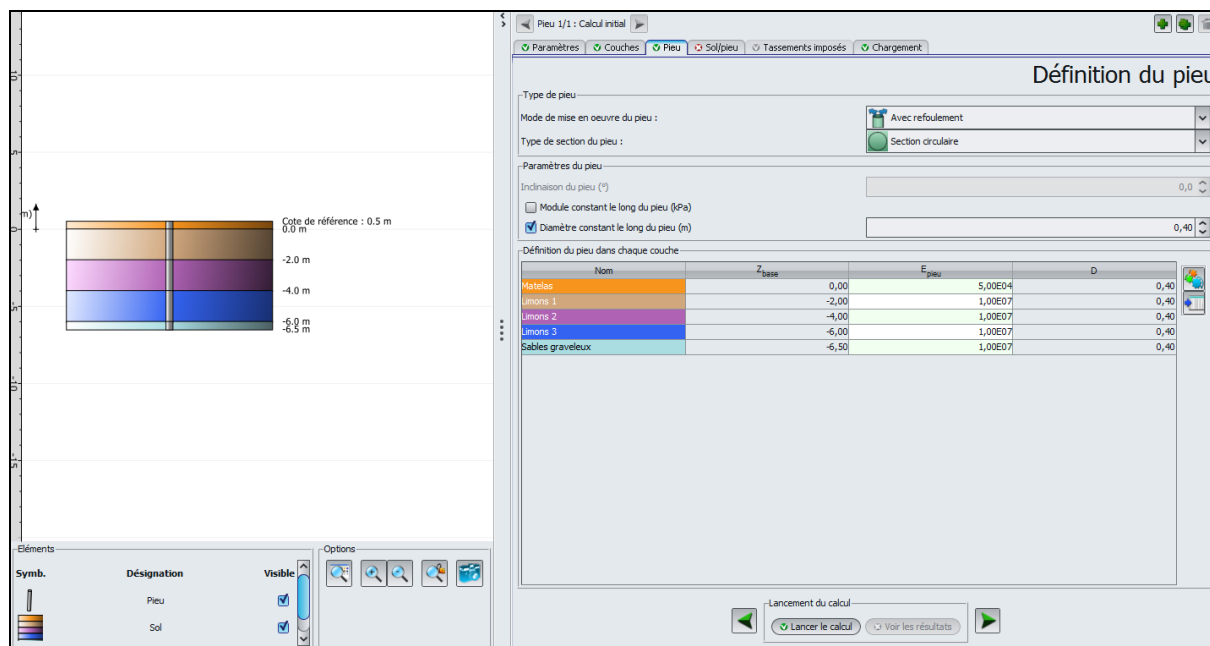 Pieu 1/1 : Calcul initial
Paramètres Couches Pieu Sol/pieu Tassements imposés Chargement
Définition du pieu
Type de pieu
Mode de mise en oeuvre du pieu : Avec refoulement
Type de section du pieu : Section circulaire
Paramètres du pieu
Inclinaison du pieu (°) 0,0
Module constant le long du pieu (kPa)
Diamètre constant le long du pieu (m) 0,40
Définition du pieu dans chaque couche
Nom Zbase Epieu D
Matelas 0,00 5,00E04 0,40
Limons 1 -2,00 1,00E07 0,40
Limons 2 -4,00 1,00E07 0,40
Limons 3 -6,00 1,00E07 0,40
Sables graveleux -6,50 1,00E07 0,40
Lancement du calcul
Lancer le calcul Voir les résultats
10
5
m)
0
-5
-10
-15
Cote de référence : 0.5 m
0.0 m
-2.0 m
-4.0 m
-6.0 m
-6.5 m
Eléments
Symb. Désignation Visible
Pieu
Sol
Options